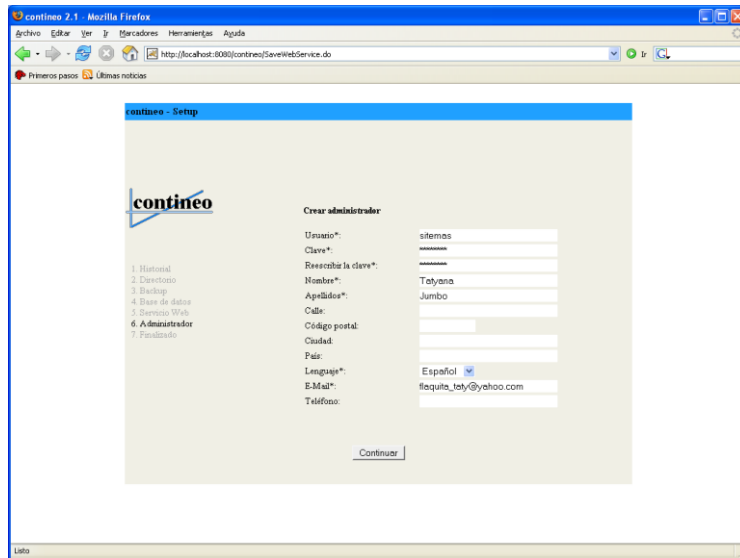 contineo 2.1 - Mozilla Firefox
Archivo Editar Ver Ir Marcadores Herramientas Ayuda
http://localhost:8080/contineo/SaveWebService.do Ir G
Primeros pasos Últimas noticias
contineo - Setup
contineo
Crear administrador
Usuario*: sitemas
Clave*: ********
Reescribir la clave*: ********
Nombre*: Tatyana
Apellidos*: Jumbo
Calle:
Código postal:
Ciudad:
País:
Lenguaje*: Español
E-Mail*: flaquita_taty@yahoo.com
Teléfono:
1. Historial
2. Directorio
3. Backup
4. Base de datos
5. Servicio Web
6. Administrador
7. Finalizado
Continuar
Listo